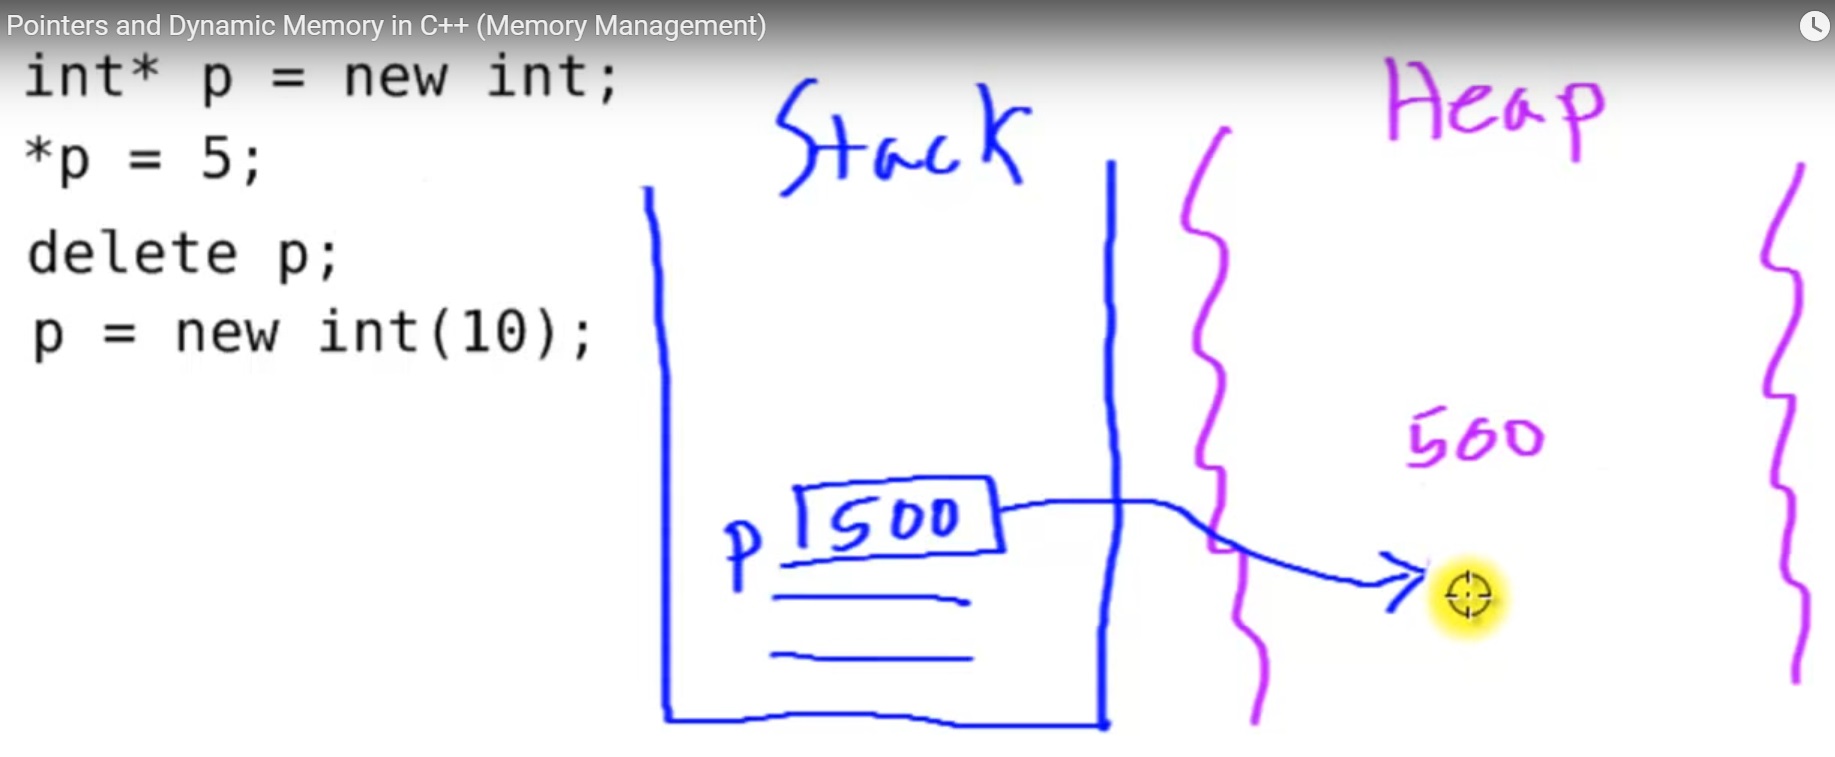 Pointers and Dynamic Memory in C++ (Memory Management)
int* p = new int;
*p = 5;
delete p;
p = new int(10);
Stack
Heap
500
p 500